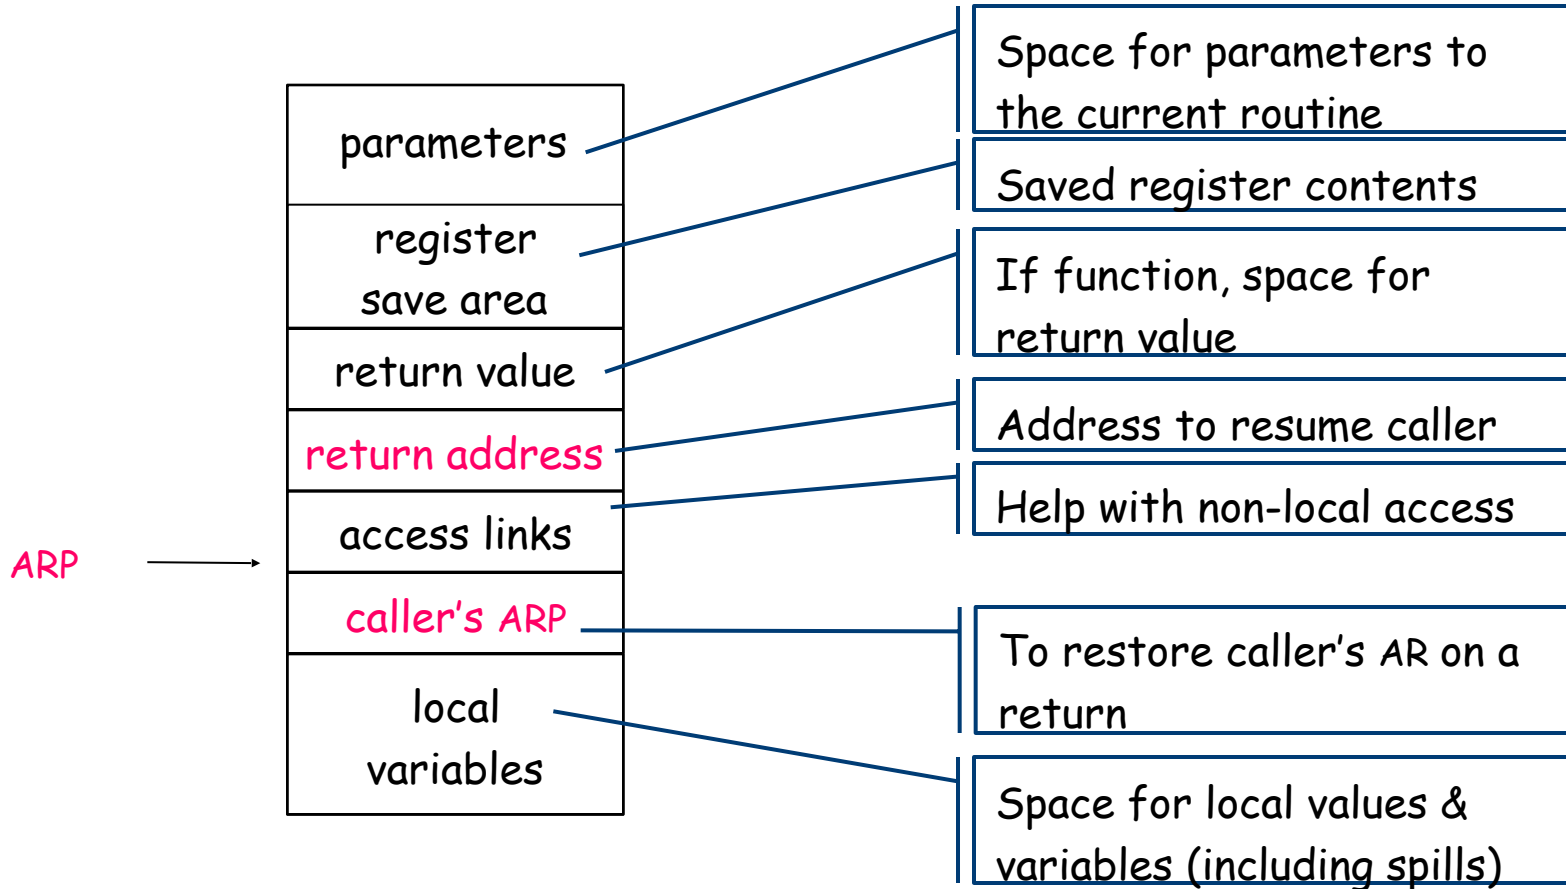 parameters
register
save area
return value
return address
access links
caller's ARP
local
variables
ARP
Space for parameters to
the current routine
Saved register contents
If function, space for
return value
Address to resume caller
Help with non-local access
To restore caller's AR on a
return
Space for local values &
variables (including spills)